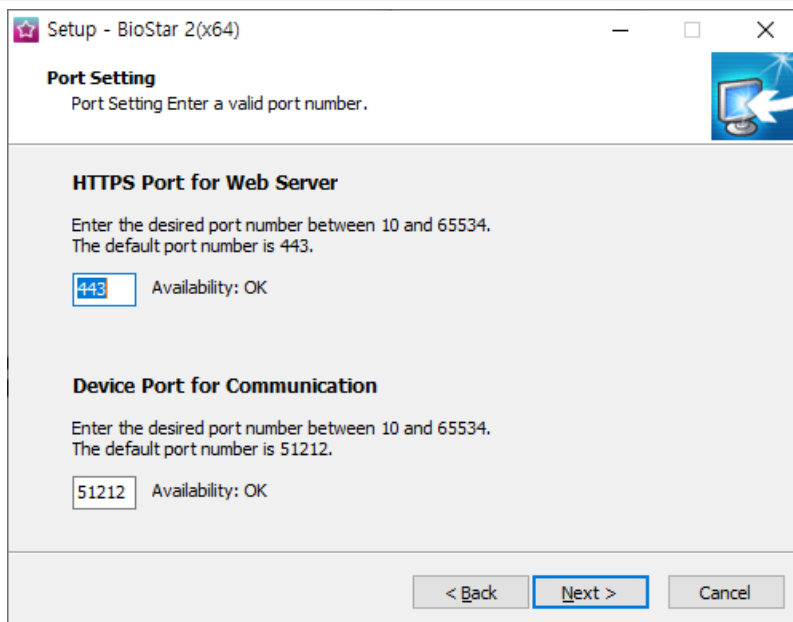 Setup - BioStar 2(x64)
Port Setting
Port Setting Enter a valid port number.
HTTPS Port for Web Server
Enter the desired port number between 10 and 65534.
The default port number is 443.
443 Availability: OK
Device Port for Communication
Enter the desired port number between 10 and 65534.
The default port number is 51212.
51212 Availability: OK
< Back Next > Cancel